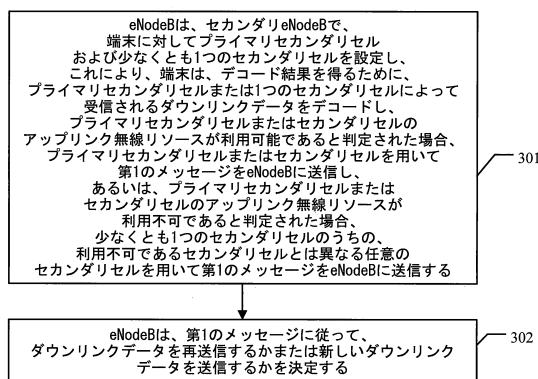 eNodeBは、セカンダリeNodeBで、
端末に対してプライマリセカンダリセル
および少なくとも1つのセカンダリセルを設定し、
これにより、端末は、デコード結果を得るために、
プライマリセカンダリセルまたは1つのセカンダリセルによって
受信されるダウンリンクデータをデコードし、
プライマリセカンダリセルまたはセカンダリセルの
アップリンク無線リソースが利用可能であると判定された場合、
プライマリセカンダリセルまたはセカンダリセルを用いて
第1のメッセージをeNodeBに送信し、
あるいは、プライマリセカンダリセルまたは
セカンダリセルのアップリンク無線リソースが
利用不可であると判定された場合、
少なくとも1つのセカンダリセルのうちの、
利用不可であるセカンダリセルとは異なる任意の
セカンダリセルを用いて第1のメッセージをeNodeBに送信する
301
eNodeBは、第1のメッセージに従って、
ダウンリンクデータを再送信するかまたは新しいダウンリンク
データを送信するかを決定する
302